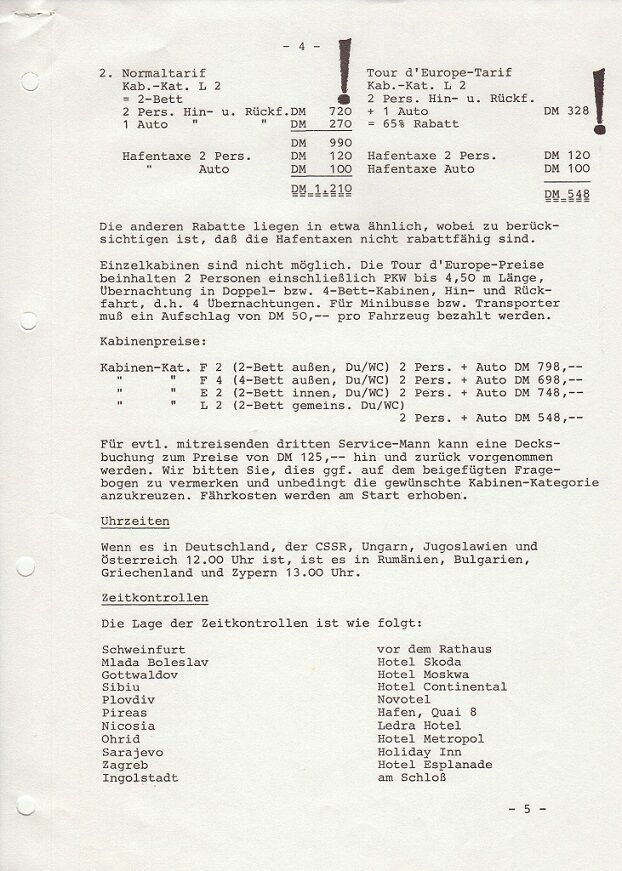 - 4 -
2. Normaltarif
Kab.-Kat. L 2
= 2-Bett
2 Pers. Hin- u. Rückf. DM 720
1 Auto " " DM 270
DM 990
Hafentaxe 2 Pers. DM 120
" Auto DM 100
DM 1.210
!
Tour d'Europe-Tarif
Kab.-Kat. L 2
2 Pers. Hin- u. Rückf.
+ 1 Auto DM 328
= 65% Rabatt
Hafentaxe 2 Pers. DM 120
Hafentaxe Auto DM 100
DM 548
!
Die anderen Rabatte liegen in etwa ähnlich, wobei zu berück-
sichtigen ist, daß die Hafentaxen nicht rabattfähig sind.
Einzelkabinen sind nicht möglich. Die Tour d'Europe-Preise
beinhalten 2 Personen einschließlich PKW bis 4,50 m Länge,
Übernachtung in Doppel- bzw. 4-Bett-Kabinen, Hin- und Rück-
fahrt, d.h. 4 Übernachtungen. Für Minibusse bzw. Transporter
muß ein Aufschlag von DM 50,-- pro Fahrzeug bezahlt werden.
Kabinenpreise:
Kabinen-Kat. F 2 (2-Bett außen, Du/WC) 2 Pers. + Auto DM 798,--
" " F 4 (4-Bett außen, Du/WC) 2 Pers. + Auto DM 698,--
" " E 2 (2-Bett innen, Du/WC) 2 Pers. + Auto DM 748,--
" " L 2 (2-Bett gemeins. Du/WC)
2 Pers. + Auto DM 548,--
Für evtl. mitreisenden dritten Service-Mann kann eine Decks-
buchung zum Preise von DM 125,-- hin und zurück vorgenommen
werden. Wir bitten Sie, dies ggf. auf dem beigefügten Frage-
bogen zu vermerken und unbedingt die gewünschte Kabinen-Kategorie
anzukreuzen. Fährkosten werden am Start erhoben.
Uhrzeiten
Wenn es in Deutschland, der CSSR, Ungarn, Jugoslawien und
Österreich 12.00 Uhr ist, ist es in Rumänien, Bulgarien,
Griechenland und Zypern 13.00 Uhr.
Zeitkontrollen
Die Lage der Zeitkontrollen ist wie folgt:
Schweinfurt vor dem Rathaus
Mlada Boleslav Hotel Skoda
Gottwaldov Hotel Moskwa
Sibiu Hotel Continental
Plovdiv Novotel
Pireas Hafen, Quai 8
Nicosia Ledra Hotel
Ohrid Hotel Metropol
Sarajevo Holiday Inn
Zagreb Hotel Esplanade
Ingolstadt am Schloß
- 5 -